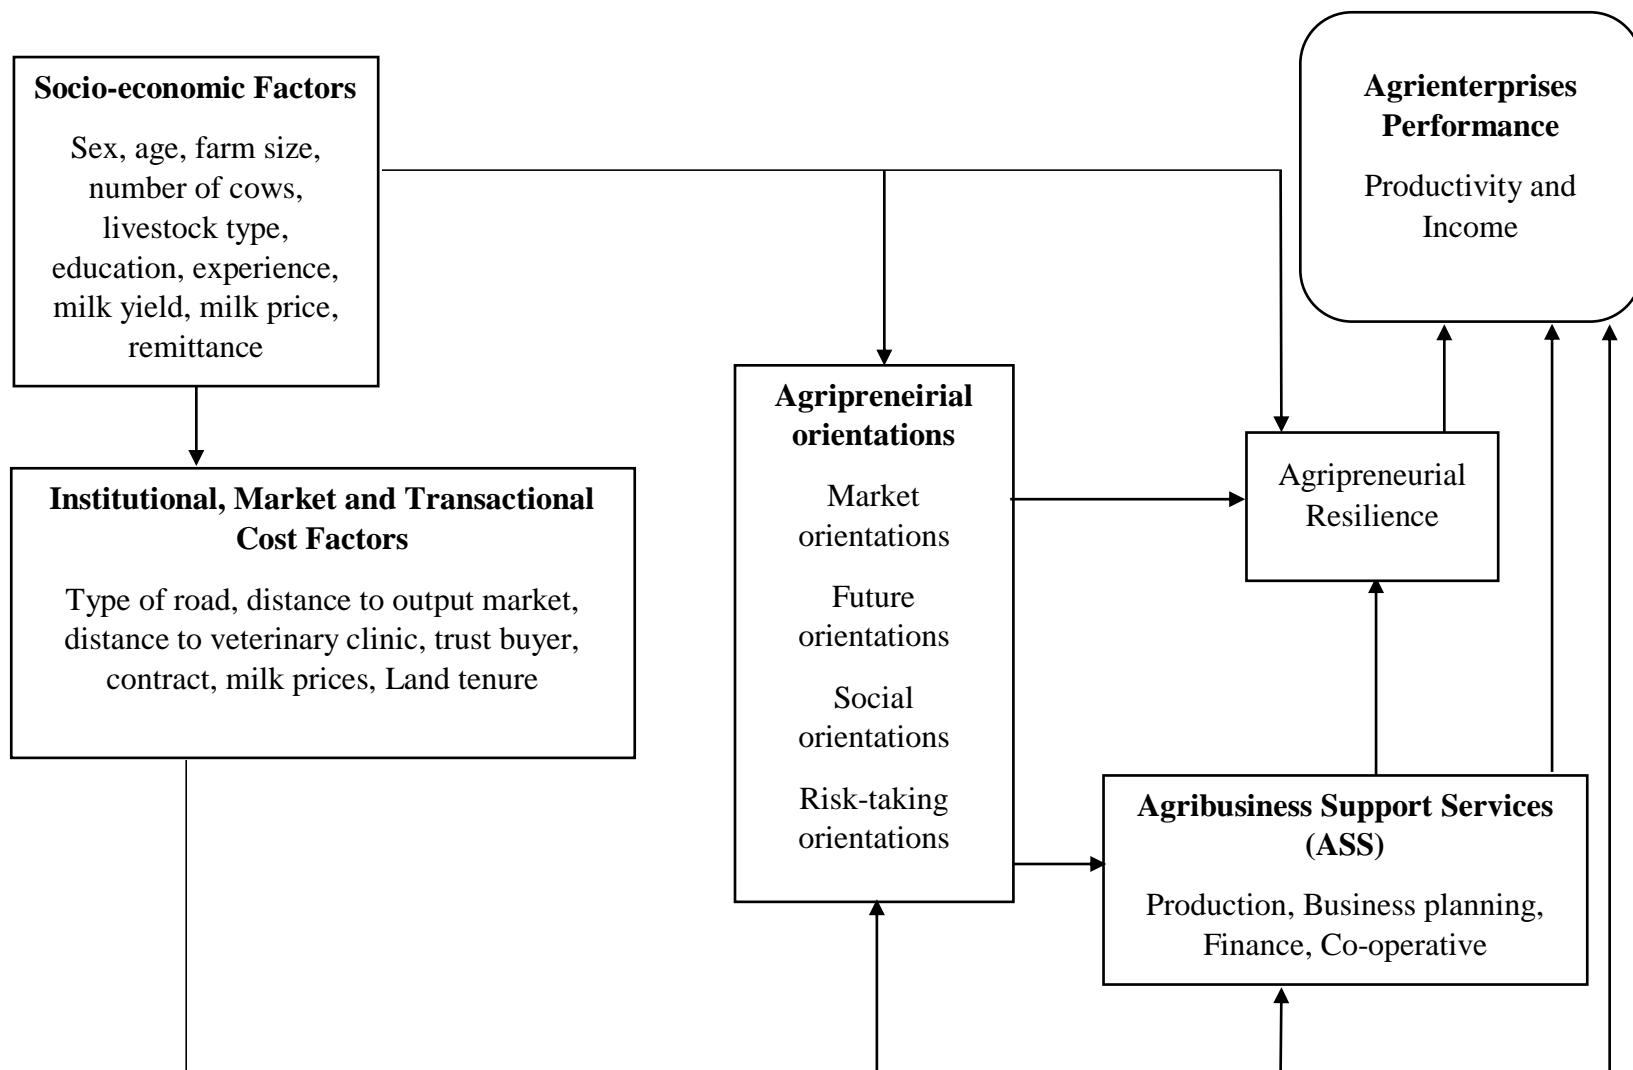 Socio-economic Factors
Sex, age, farm size,
number of cows,
livestock type,
education, experience,
milk yield, milk price,
remittance
Agrienterprises
Performance
Productivity and
Income
Institutional, Market and Transactional
Cost Factors
Type of road, distance to output market,
distance to veterinary clinic, trust buyer,
contract, milk prices, Land tenure
Agripreneirial
orientations
Market
orientations
Future
orientations
Social
orientations
Risk-taking
orientations
Agripreneurial
Resilience
Agribusiness Support Services
(ASS)
Production, Business planning,
Finance, Co-operative